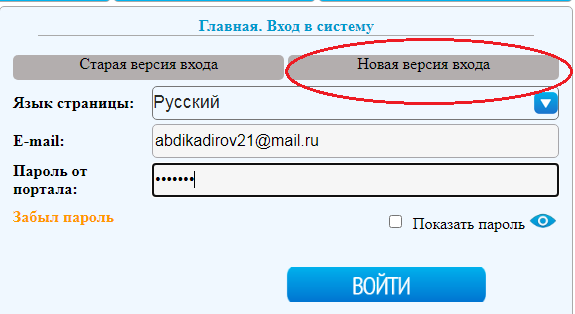 Главная. Вход в систему
Старая версия входа Новая версия входа
Язык страницы: Русский
E-mail: abdikadirov21@mail.ru
Пароль от
портала: •••••••
Забыл пароль Показать пароль
ВОЙТИ